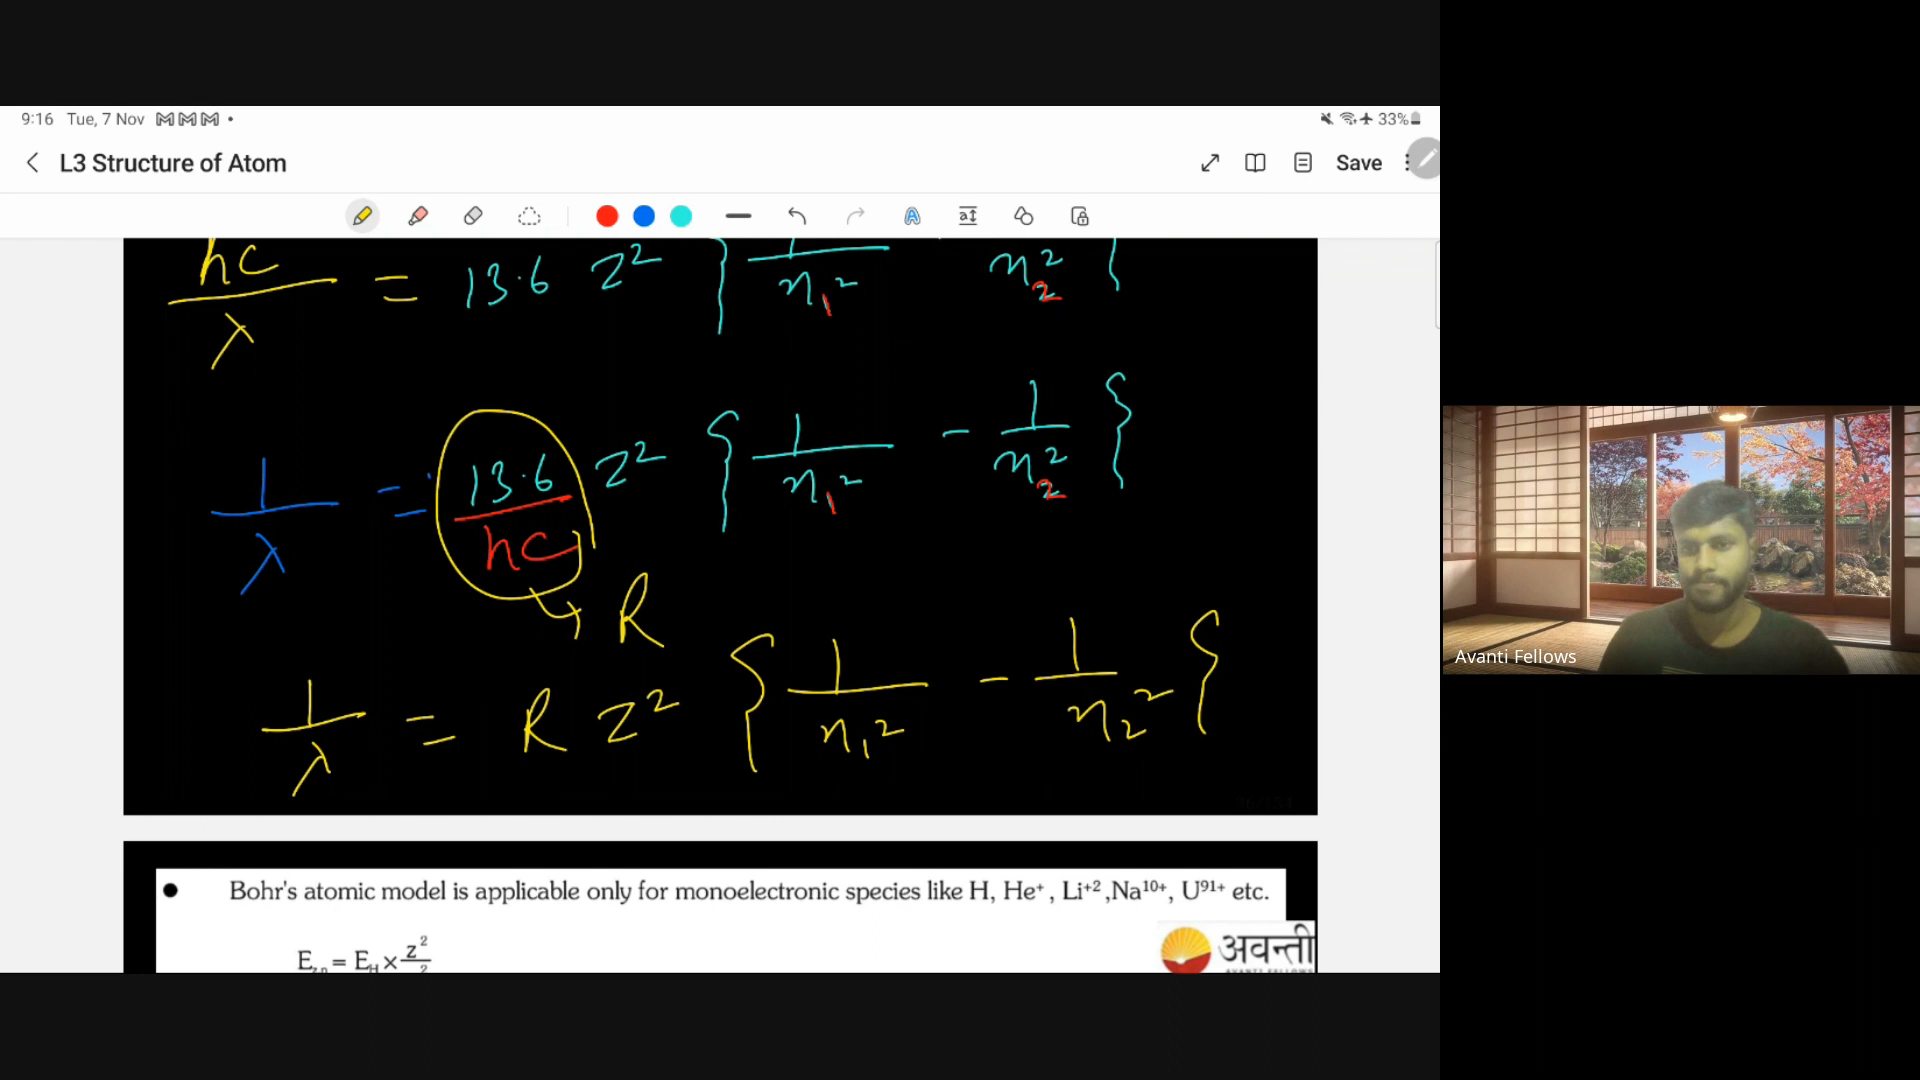 9:16 Tue, 7 Nov
33%
L3 Structure of Atom
Save
hc/λ = 13.6 Z² { 1/n₁² - 1/n₂² }
1/λ = 13.6/hc Z² { 1/n₁² - 1/n₂² }
R
1/λ = R Z² { 1/n₁² - 1/n₂² }
Avanti Fellows
• Bohr's atomic model is applicable only for monoelectronic species like H, He⁺ , Li⁺² ,Na¹⁰⁺, U⁹¹⁺ etc.
अवन्ती